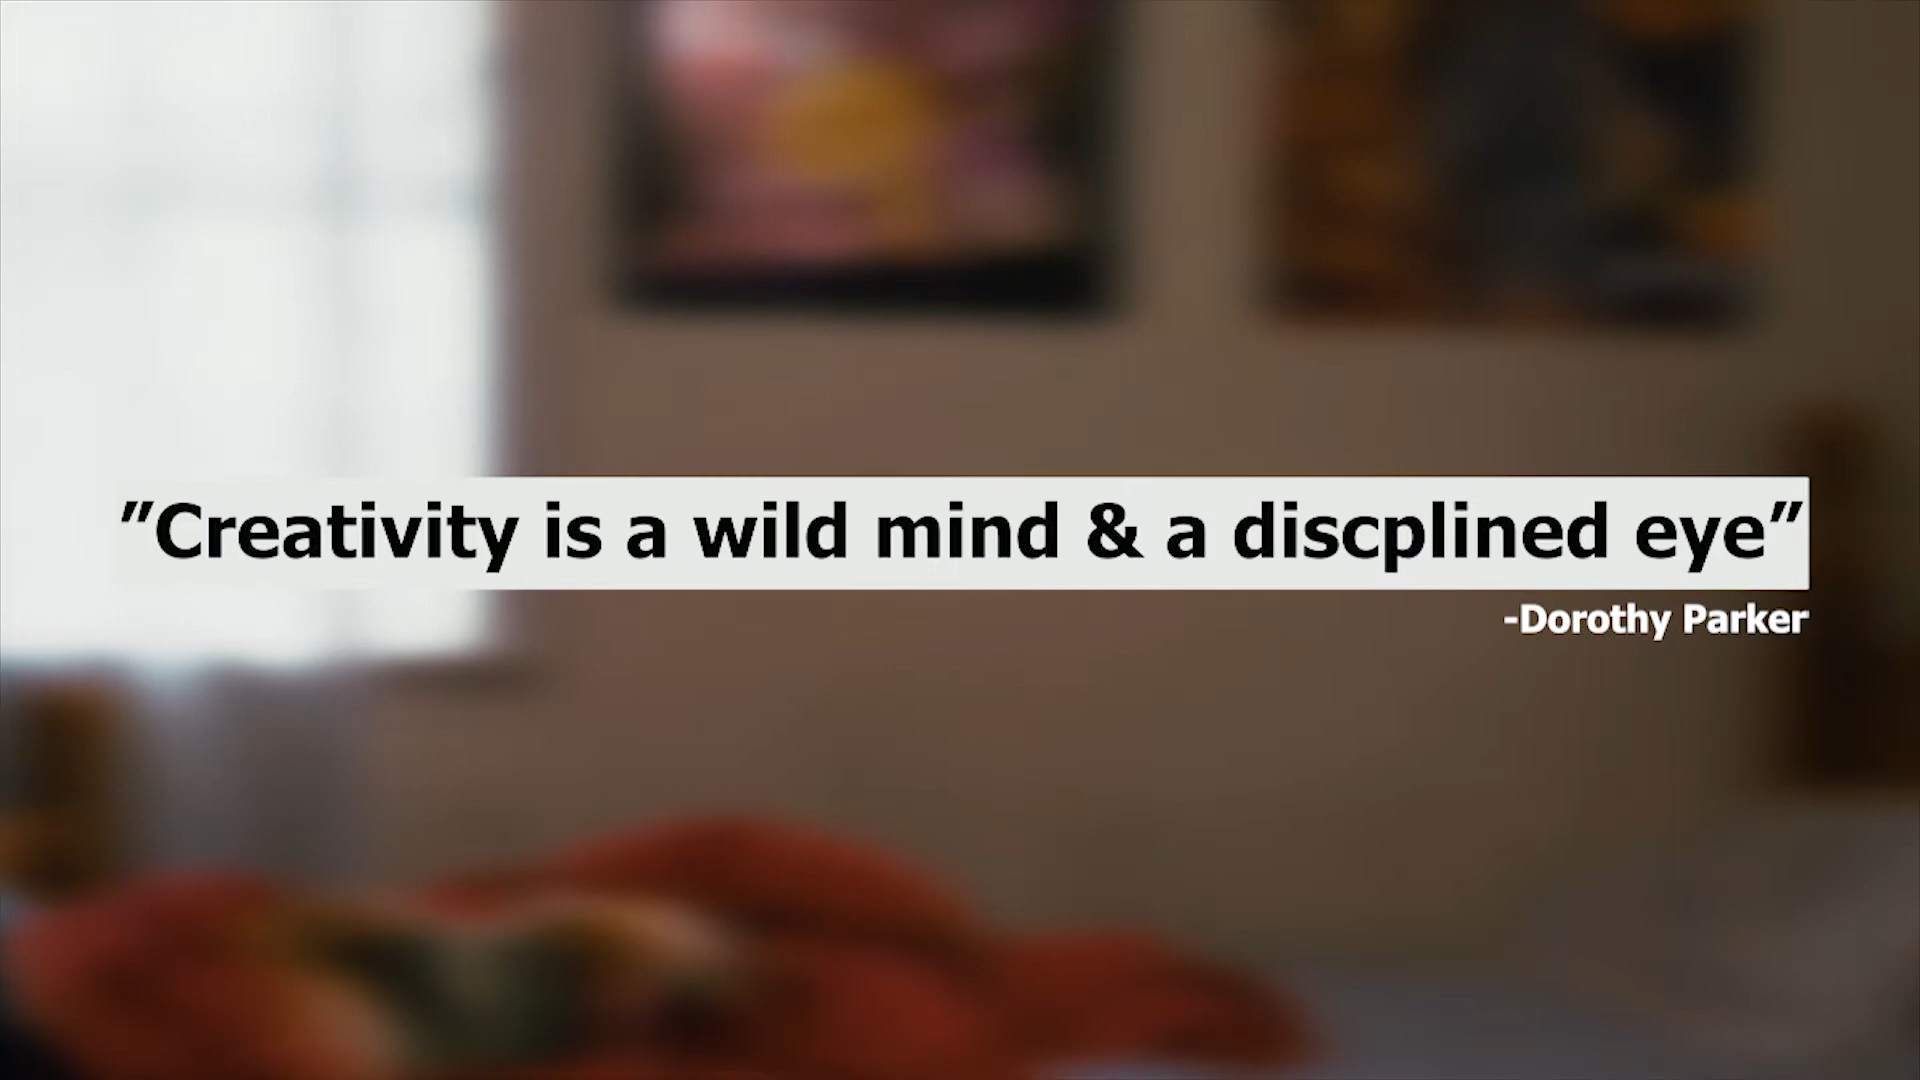 ”Creativity is a wild mind & a discplined eye”
-Dorothy Parker